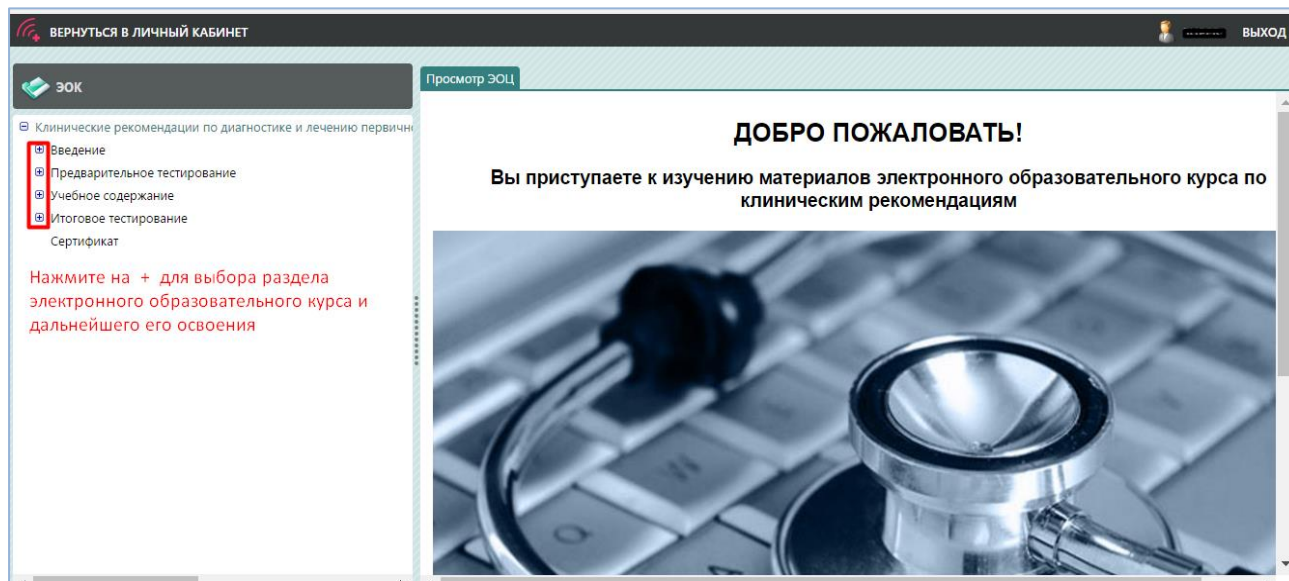 ВЕРНУТЬСЯ В ЛИЧНЫЙ КАБИНЕТ
ВЫХОД
ЭОК
Клинические рекомендации по диагностике и лечению
Введение
Предварительное тестирование
Учебное содержание
Итоговое тестирование
Сертификат
Нажмите на + для выбора раздела
электронного образовательного курса и
дальнейшего его освоения
Просмотр ЭОЦ
ДОБРО ПОЖАЛОВАТЬ!
Вы приступаете к изучению материалов электронного образовательного курса по
клиническим рекомендациям